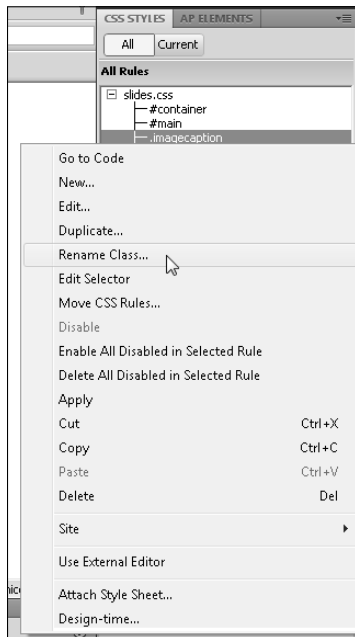 CSS STYLES AP ELEMENTS
All Current
All Rules
slides.css
#container
#main
.imagecaption
Go to Code
New...
Edit...
Duplicate...
Rename Class...
Edit Selector
Move CSS Rules...
Disable
Enable All Disabled in Selected Rule
Delete All Disabled in Selected Rule
Apply
Cut Ctrl+X
Copy Ctrl+C
Paste Ctrl+V
Delete Del
Site
Use External Editor
Attach Style Sheet...
Design-time...